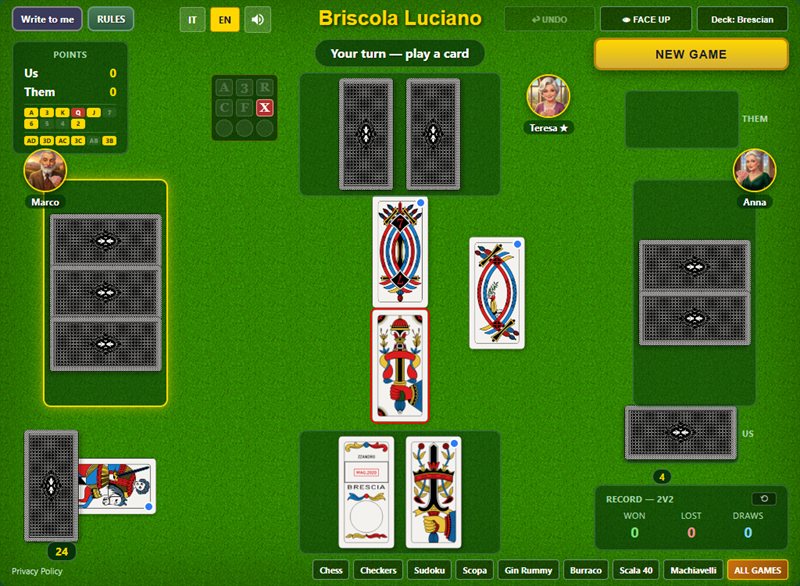 Write to me
RULES
IT
EN
Briscola Luciano
UNDO
FACE UP
Deck: Brescian
Your turn — play a card
NEW GAME
POINTS
Us 0
Them 0
A 3 K Q J 7
6 5 4 2
AD 3D AC 3C AB 3B
A 3 R
C F X
Teresa ★
THEM
Marco
Anna
7
7
ZZANDRO
MAG.2020
BRESCIA
US
4
24
RECORD — 2V2
WON LOST DRAWS
0 0 0
Privacy Policy
Chess
Checkers
Sudoku
Scopa
Gin Rummy
Burraco
Scala 40
Machiavelli
ALL GAMES